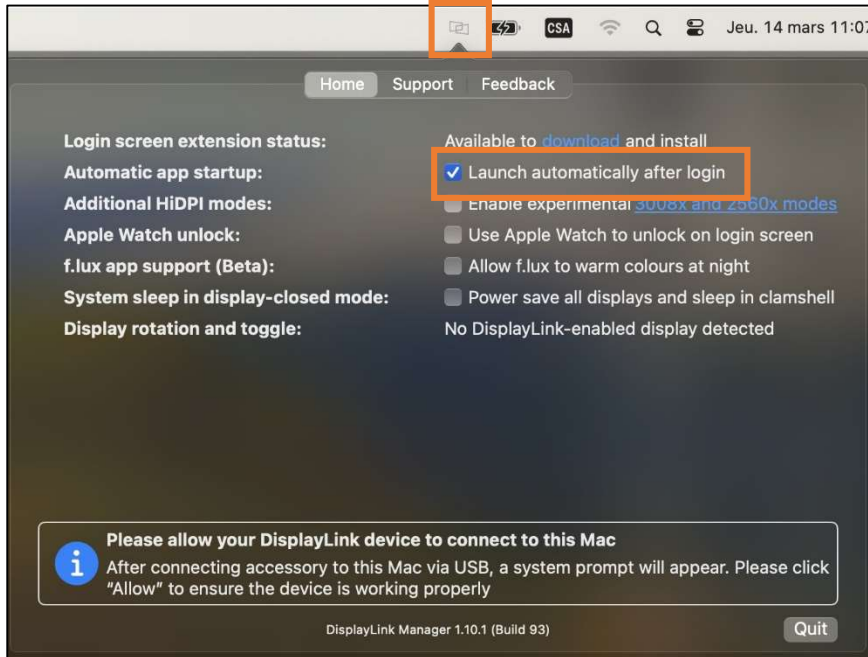 CSA Jeu. 14 mars 11:07
Home Support Feedback
Login screen extension status: Available to download and install
Automatic app startup: Launch automatically after login
Additional HiDPI modes: Enable experimental 3008x and 2560x modes
Apple Watch unlock: Use Apple Watch to unlock on login screen
f.lux app support (Beta): Allow f.lux to warm colours at night
System sleep in display-closed mode: Power save all displays and sleep in clamshell
Display rotation and toggle: No DisplayLink-enabled display detected
Please allow your DisplayLink device to connect to this Mac
After connecting accessory to this Mac via USB, a system prompt will appear. Please click
“Allow” to ensure the device is working properly
DisplayLink Manager 1.10.1 (Build 93)
Quit